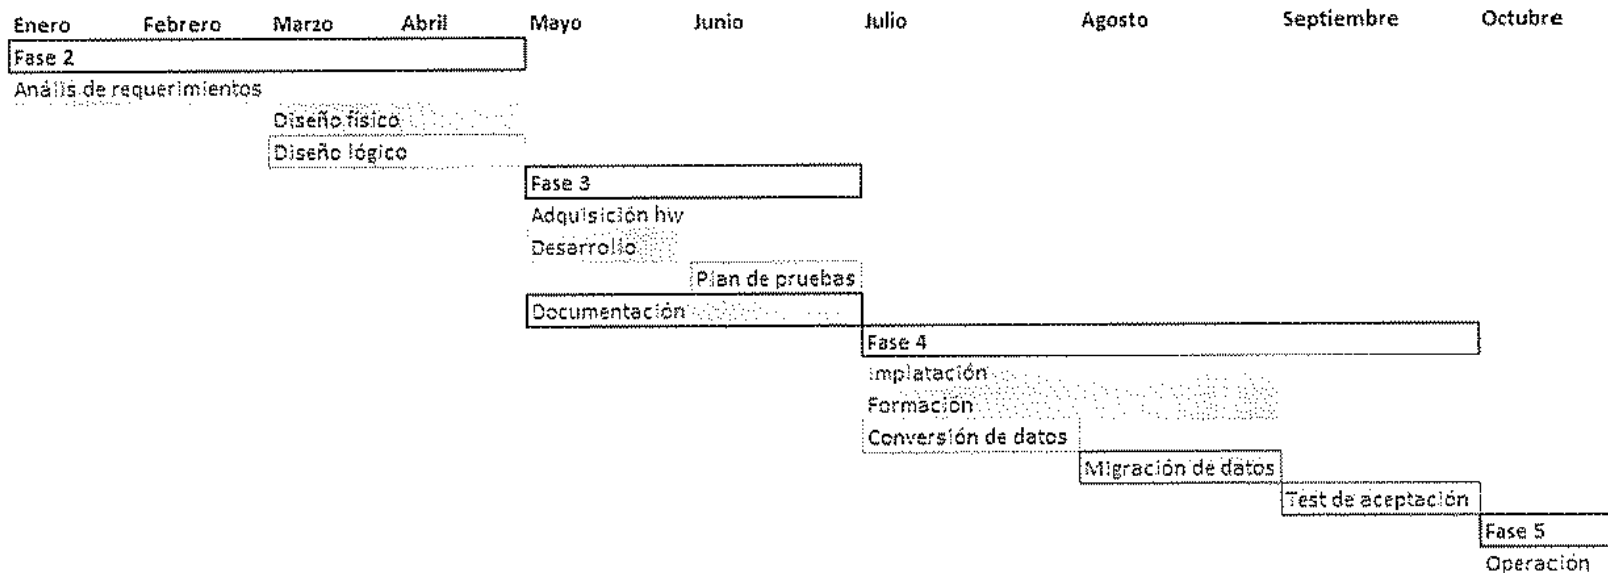 Enero Febrero Marzo Abril Mayo Junio Julio Agosto Septiembre Octubre
Fase 2
Anális de requerimientos
Diseño físico
Diseño lógico
Fase 3
Adquisición hw
Desarrollo
Plan de pruebas
Documentación
Fase 4
Implatación
Formación
Conversión de datos
Migración de datos
Test de aceptación
Fase 5
Operación